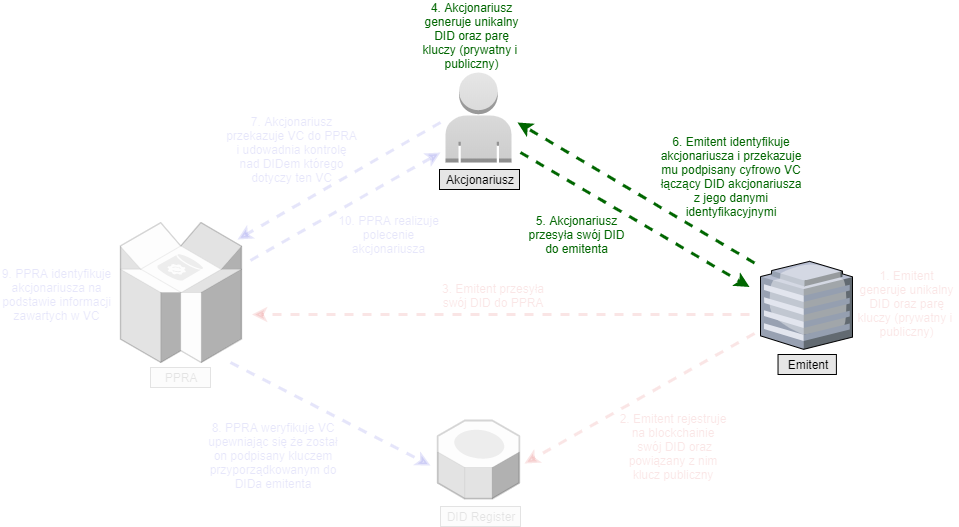 4. Akcjonariusz
generuje unikalny
DID oraz parę
kluczy (prywatny i
publiczny)
7. Akcjonariusz
przekazuje VC do PPRA
i udowadnia kontrolę
nad DIDem którego
dotyczy ten VC
6. Emitent identyfikuje
akcjonariusza i przekazuje
mu podpisany cyfrowo VC
łączący DID akcjonariusza
z jego danymi
identyfikacyjnymi
Akcjonariusz
10. PPRA realizuje
polecenie
akcjonariusza
5. Akcjonariusz
przesyła swój DID
do emitenta
9. PPRA identyfikuje
akcjonariusza na
podstawie informacji
zawartych w VC
3. Emitent przesyła
swój DID do PPRA
1. Emitent
generuje unikalny
DID oraz parę
kluczy (prywatny i
publiczny)
PPRA
Emitent
8. PPRA weryfikuje VC
upewniając się że został
on podpisany kluczem
przyporządkowanym do
DIDa emitenta
2. Emitent rejestruje
na blockchainie
swój DID oraz
powiązany z nim
klucz publiczny
DID Register